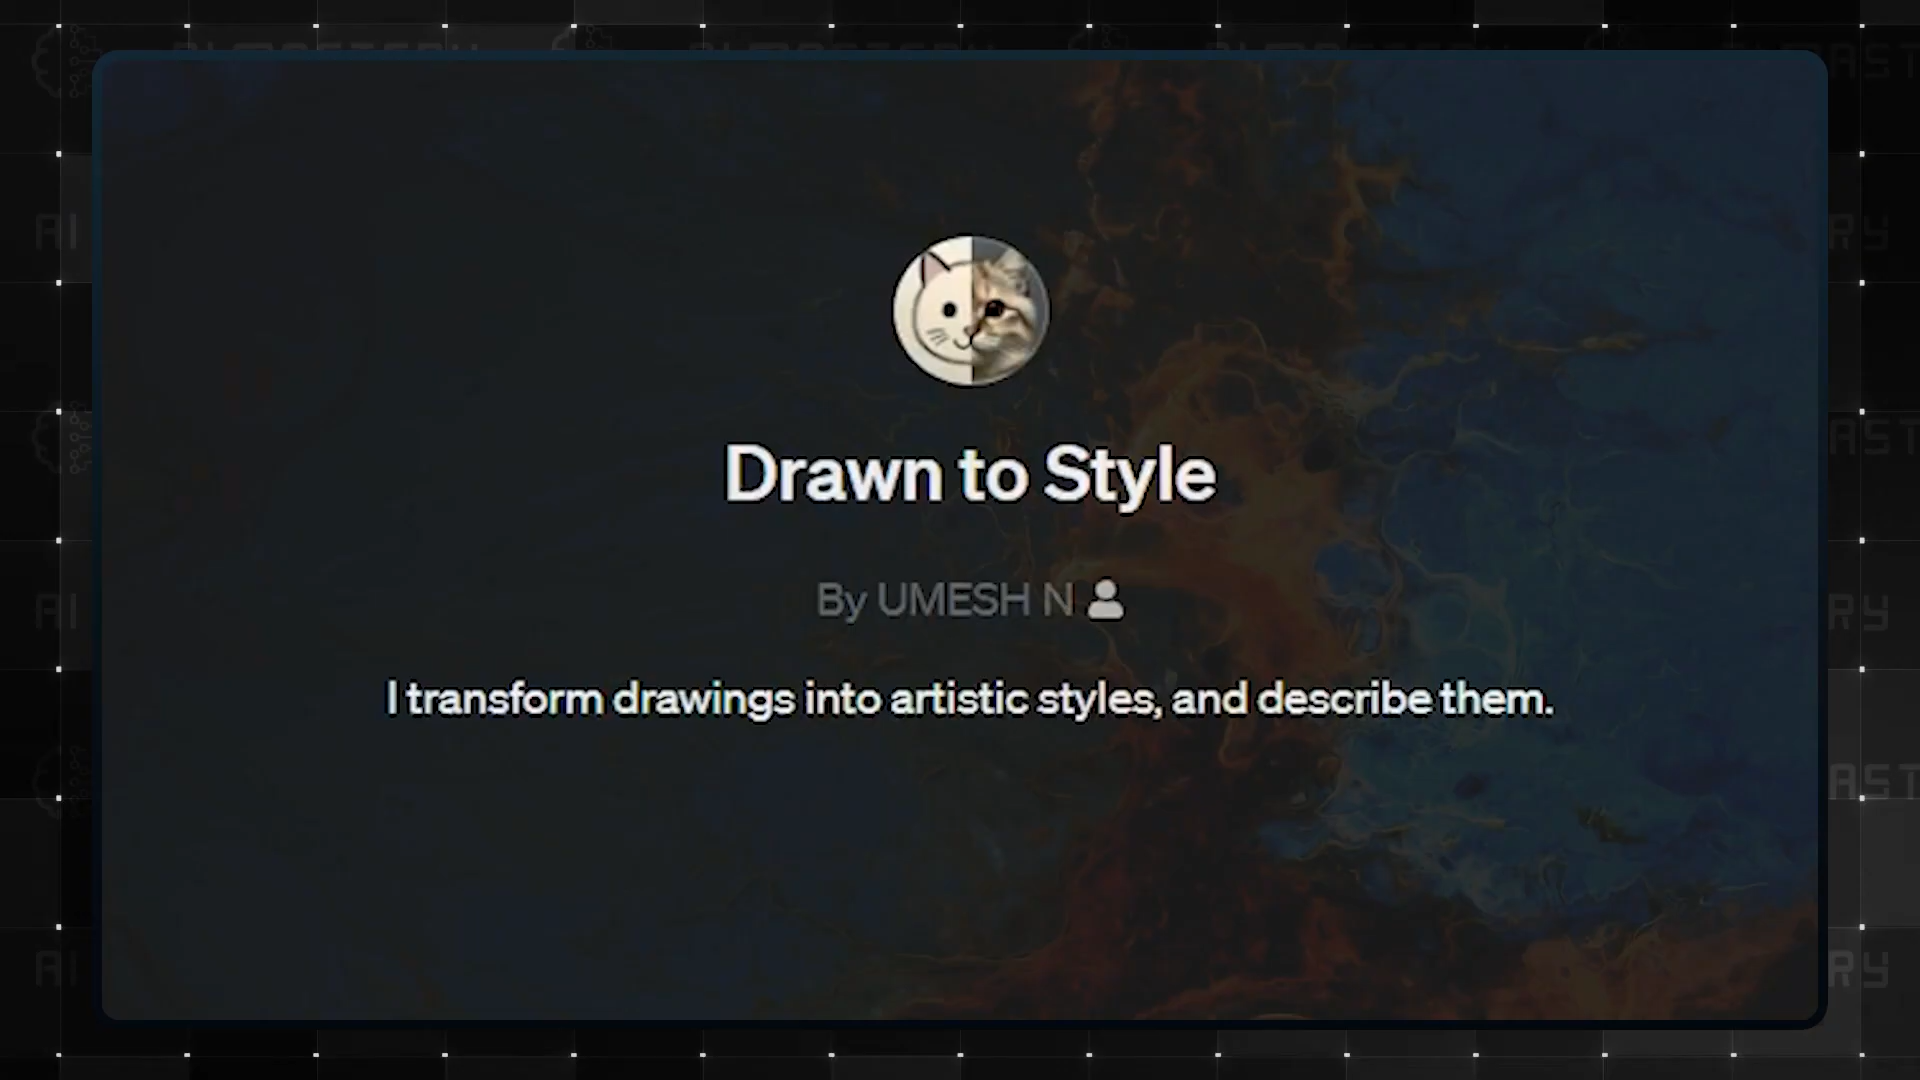 Drawn to Style
By UMESH N
I transform drawings into artistic styles, and describe them.